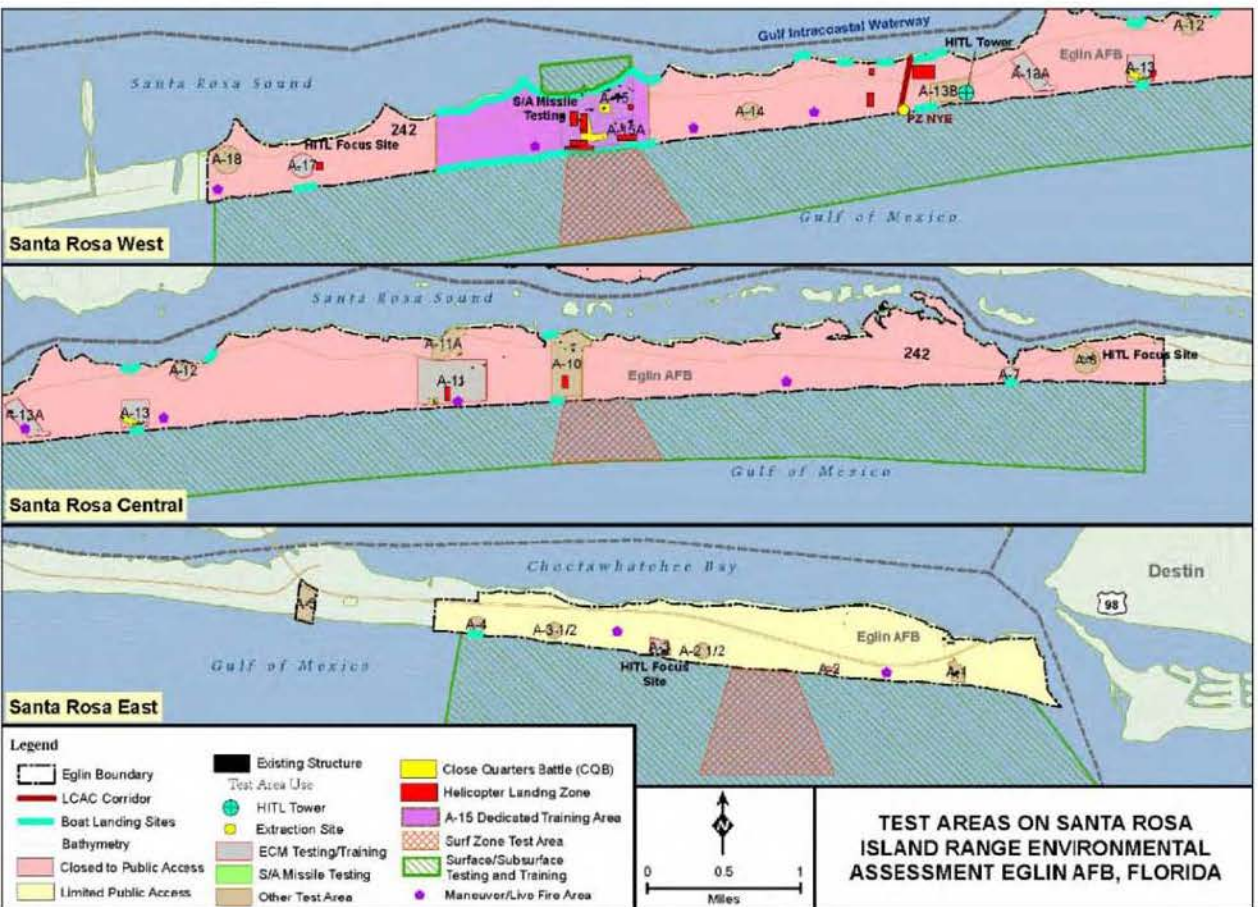 Gulf Intracoastal Waterway
A-12
HITL Tower
Eglin AFB
Santa Rosa Sound
A-13A
A-13
S/A Missile
Testing
A-15
A-13B
A-14
A-15A
PZ NYE
242
HITL Focus Site
A-18
A-17
Gulf of Mexico
Santa Rosa West
Santa Rosa Sound
A-11A
A-12
A-10
242
HITL Focus Site
A-6
A-7
Eglin AFB
A-11
A-13A
A-13
Gulf of Mexico
Santa Rosa Central
Choctawhatchee Bay
Destin
98
A-4
A-3 1/2
Eglin AFB
A-3
A-2 1/2
Gulf of Mexico
HITL Focus
Site
A-2
A-1
Santa Rosa East
Legend
Eglin Boundary
LCAC Corridor
Boat Landing Sites
Bathymetry
Closed to Public Access
Limited Public Access
Existing Structure
Test Area Use
HITL Tower
Extraction Site
ECM Testing/Training
S/A Missile Testing
Other Test Area
Close Quarters Battle (CQB)
Helicopter Landing Zone
A-15 Dedicated Training Area
Surf Zone Test Area
Surface/Subsurface
Testing and Training
Maneuver/Live Fire Area
N
0 0.5 1
Miles
TEST AREAS ON SANTA ROSA
ISLAND RANGE ENVIRONMENTAL
ASSESSMENT EGLIN AFB, FLORIDA